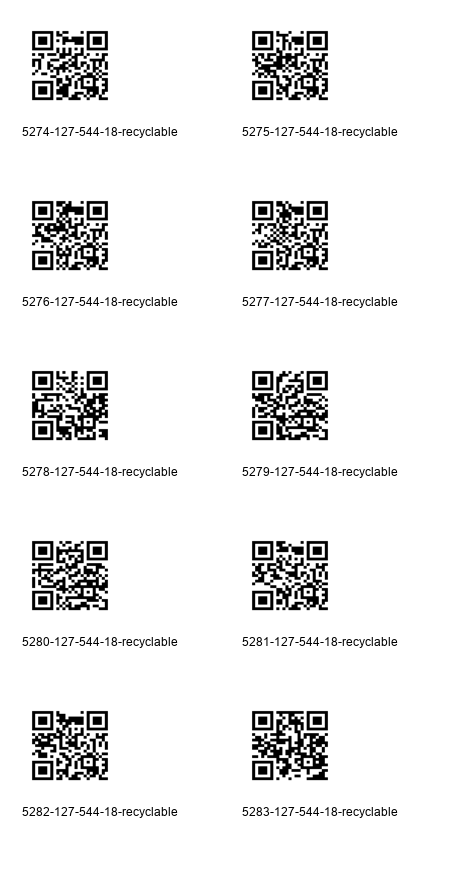 5274-127-544-18-recyclable
5275-127-544-18-recyclable
5276-127-544-18-recyclable
5277-127-544-18-recyclable
5278-127-544-18-recyclable
5279-127-544-18-recyclable
5280-127-544-18-recyclable
5281-127-544-18-recyclable
5282-127-544-18-recyclable
5283-127-544-18-recyclable